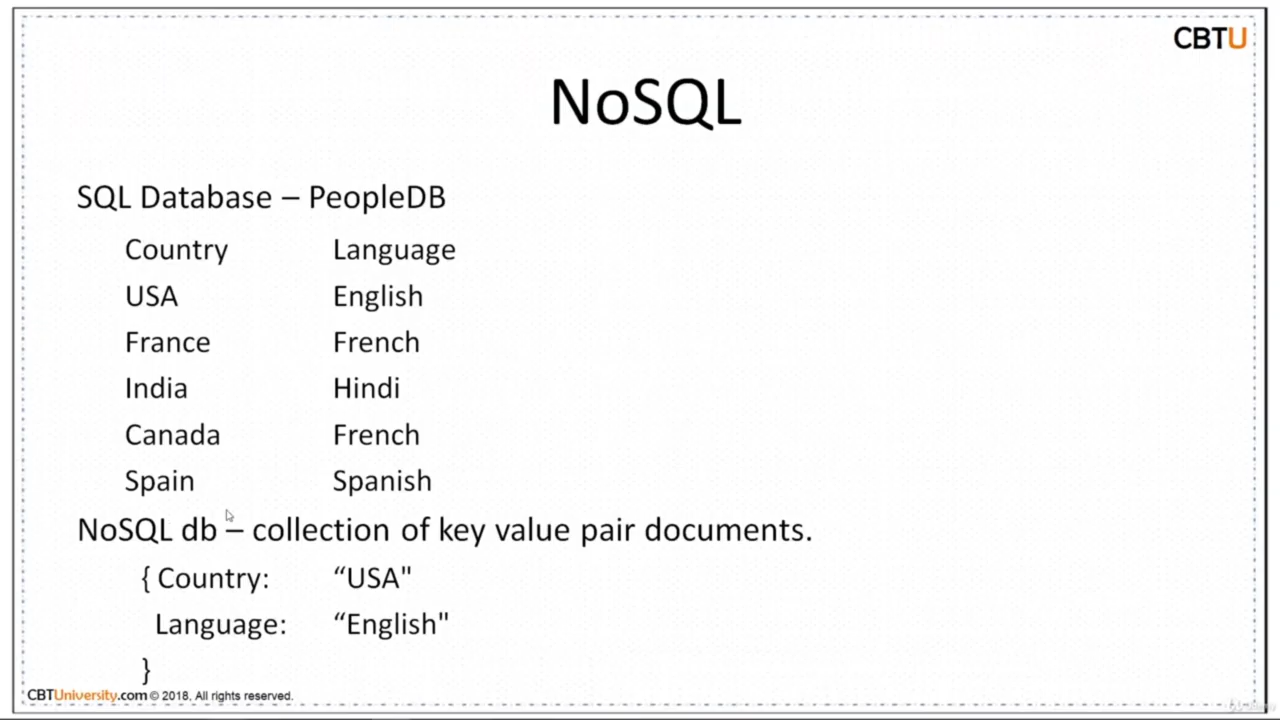 CBTU
NoSQL
SQL Database – PeopleDB
Country Language
USA English
France French
India Hindi
Canada French
Spain Spanish
NoSQL db – collection of key value pair documents.
{ Country: “USA"
Language: “English"
}
CBTUniversity.com © 2018, All rights reserved.